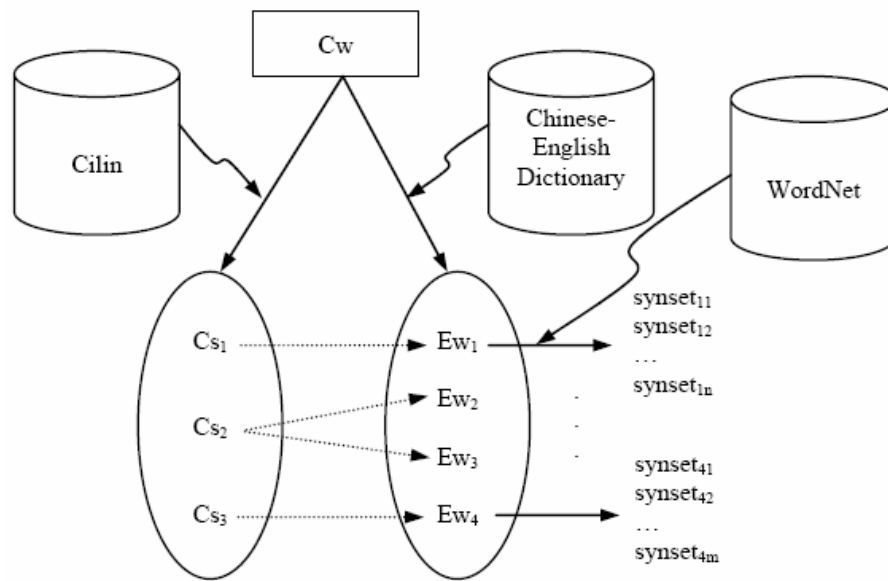 Cw
Cilin
Chinese-
English
Dictionary
WordNet
Cs₁
Cs₂
Cs₃
Ew₁
Ew₂
Ew₃
Ew₄
synset₁₁
synset₁₂
...
synset₁ₙ
synset₄₁
synset₄₂
...
synset₄ₘ